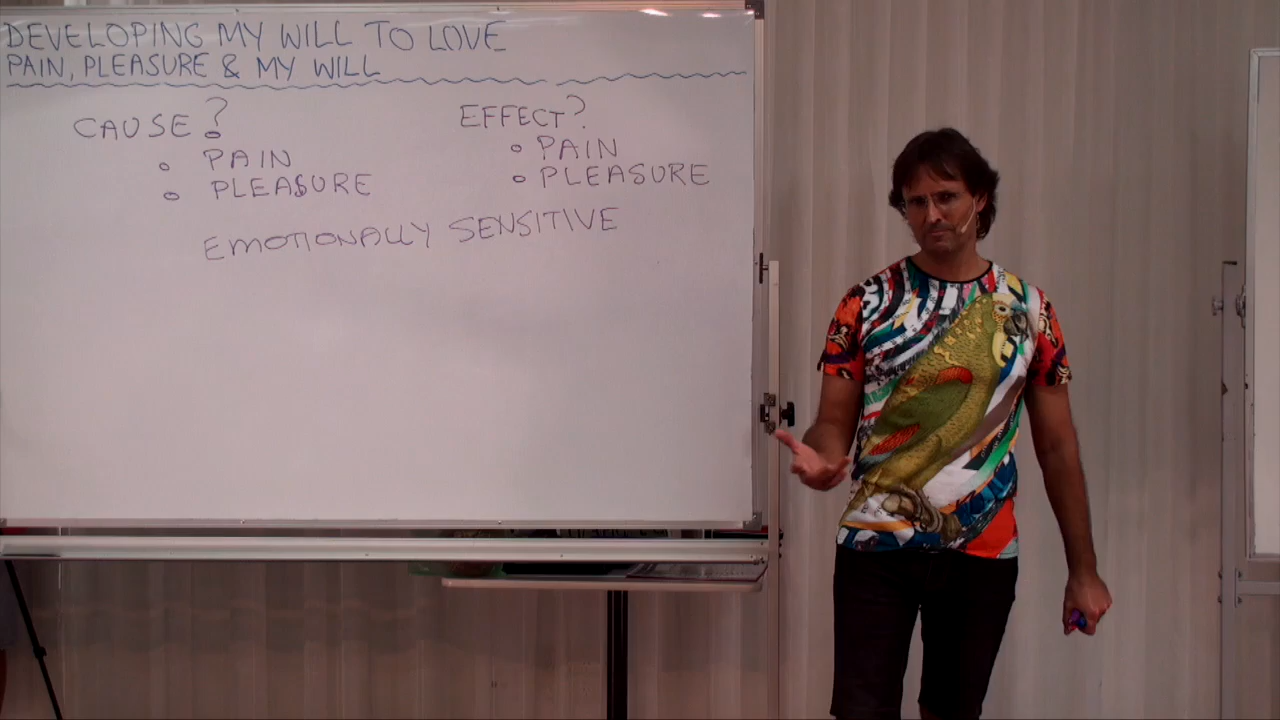 DEVELOPING MY WILL TO LOVE
PAIN, PLEASURE & MY WILL
CAUSE?
• PAIN
• PLEASURE
EFFECT?
• PAIN
• PLEASURE
EMOTIONALLY SENSITIVE